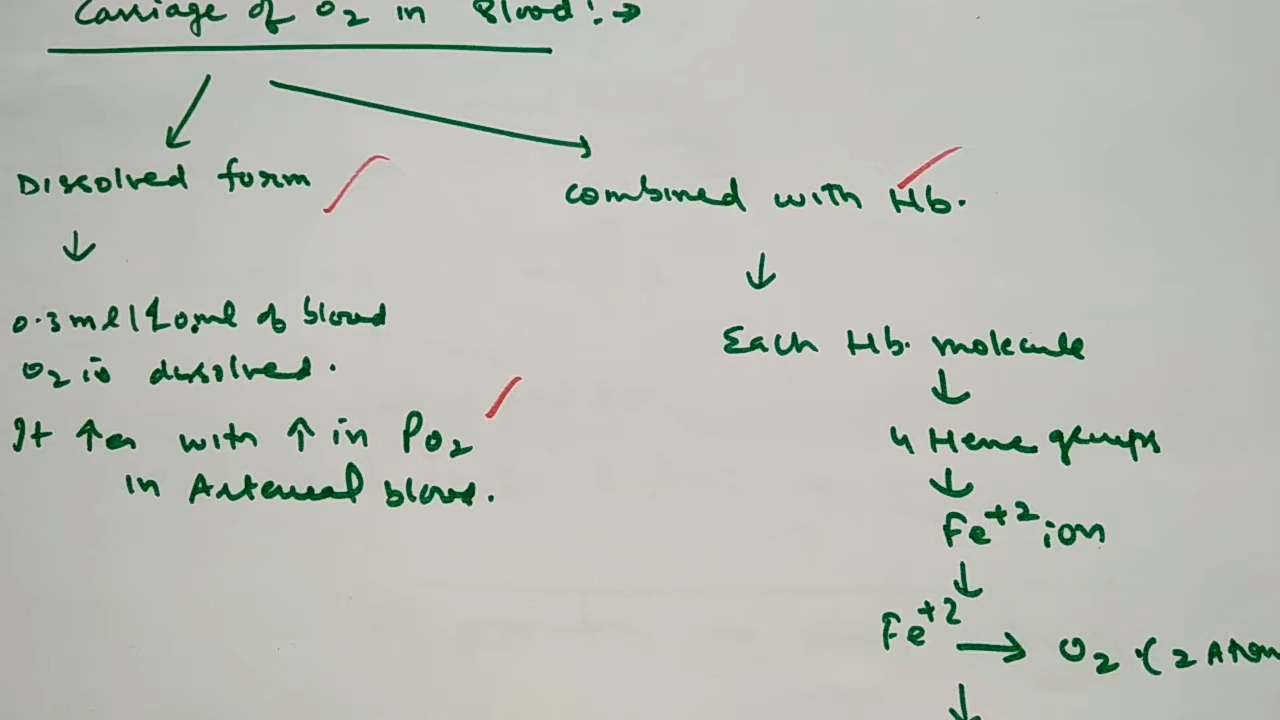 Carriage of O2 in Blood:→
Dissolved form
combined with Hb.
0.3ml/ of blood
O2 is dissolved.
It ↑es with ↑ in PO2
in Arterial blood.
Each Hb. molecule
4 Heme groups
Fe+2 ion
Fe+2 → O2 (2 Atom